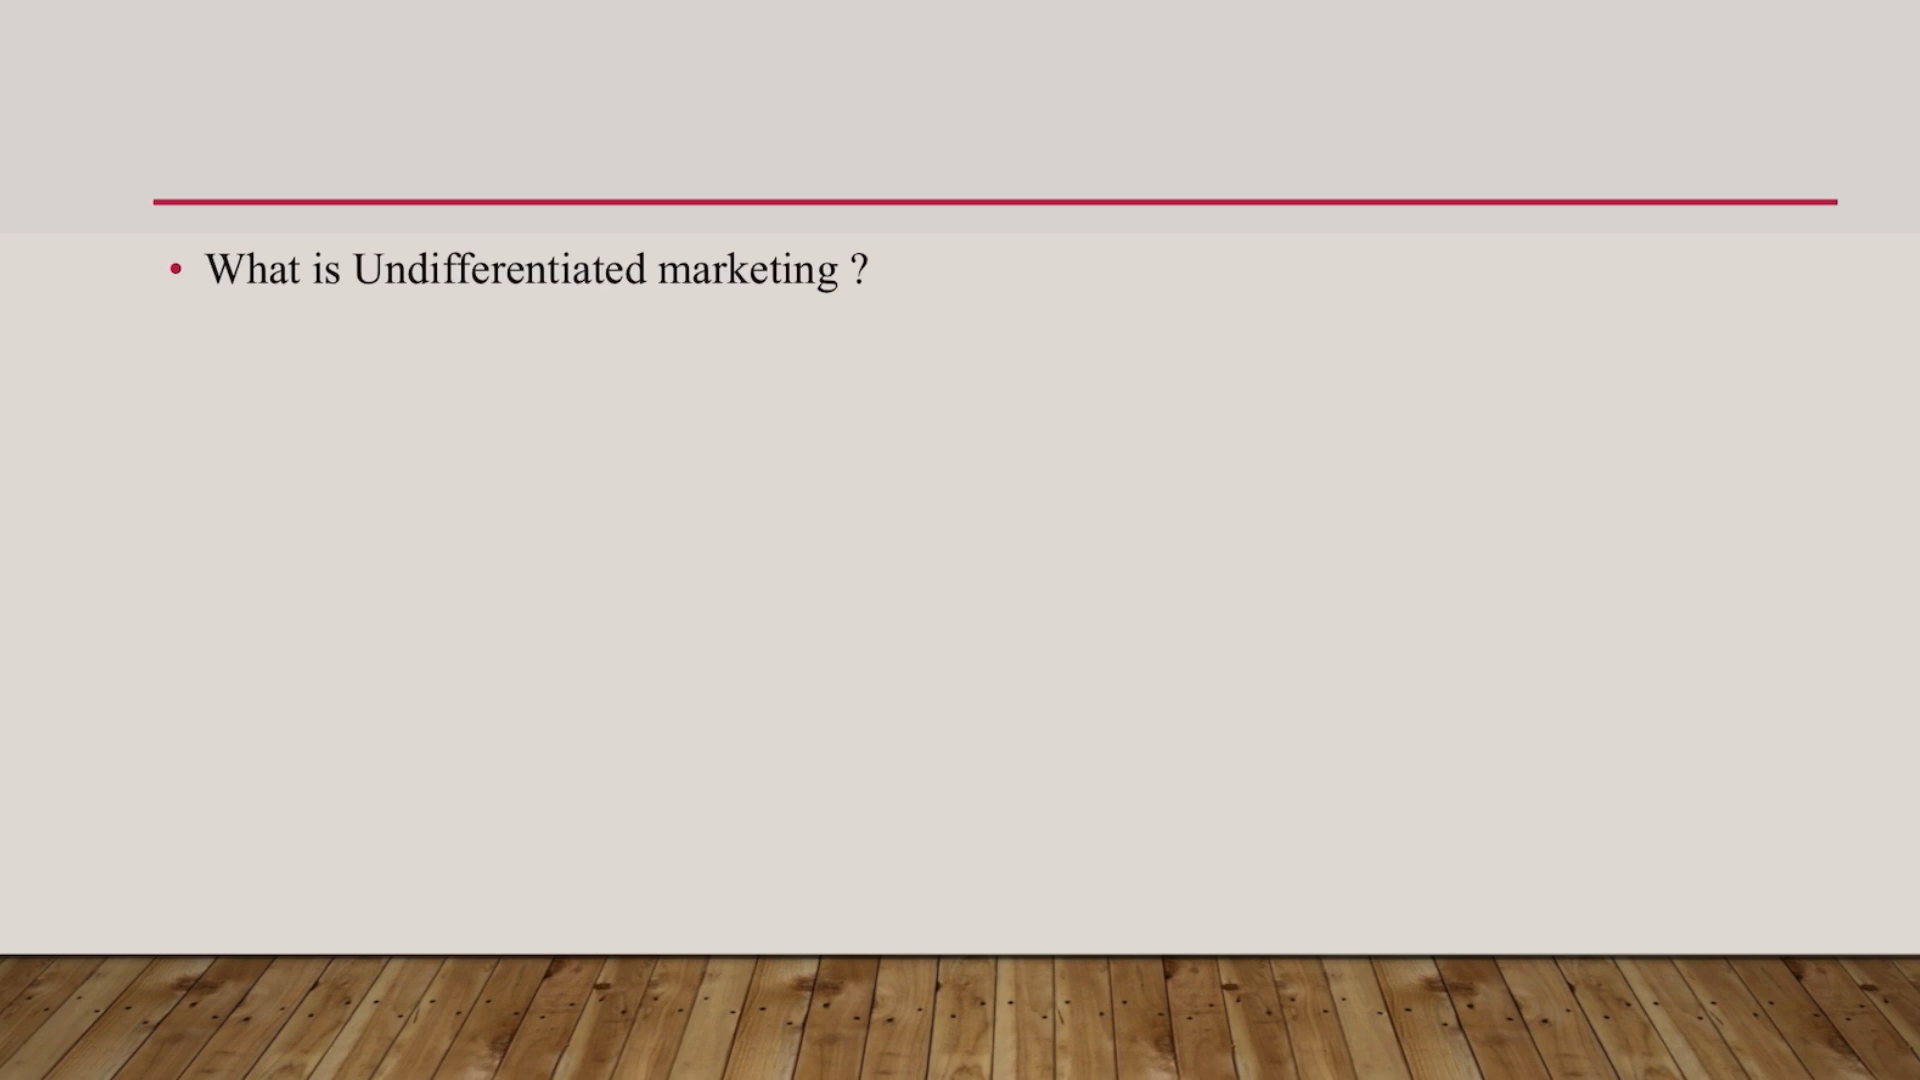 • What is Undifferentiated marketing ?